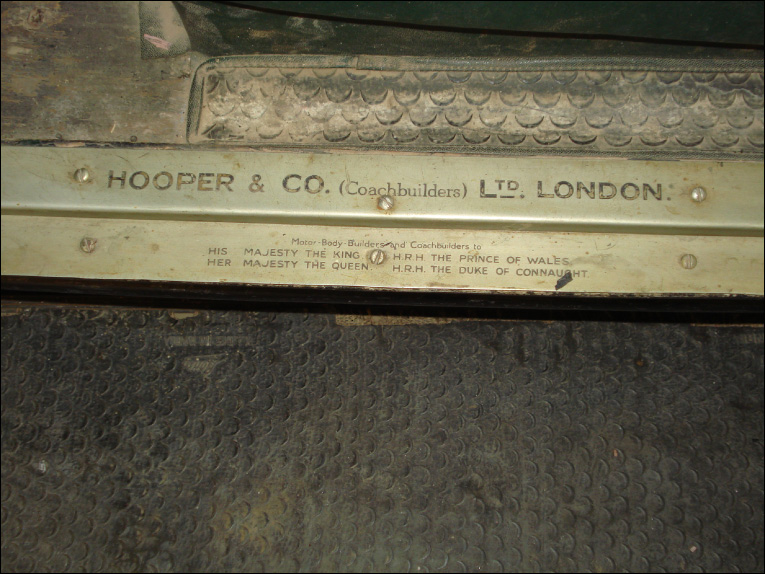 HOOPER & CO. (Coachbuilders) LTD. LONDON.
Motor-Body-Builders and Coachbuilders to
HIS MAJESTY THE KING H.R.H. THE PRINCE OF WALES
HER MAJESTY THE QUEEN H.R.H. THE DUKE OF CONNAUGHT